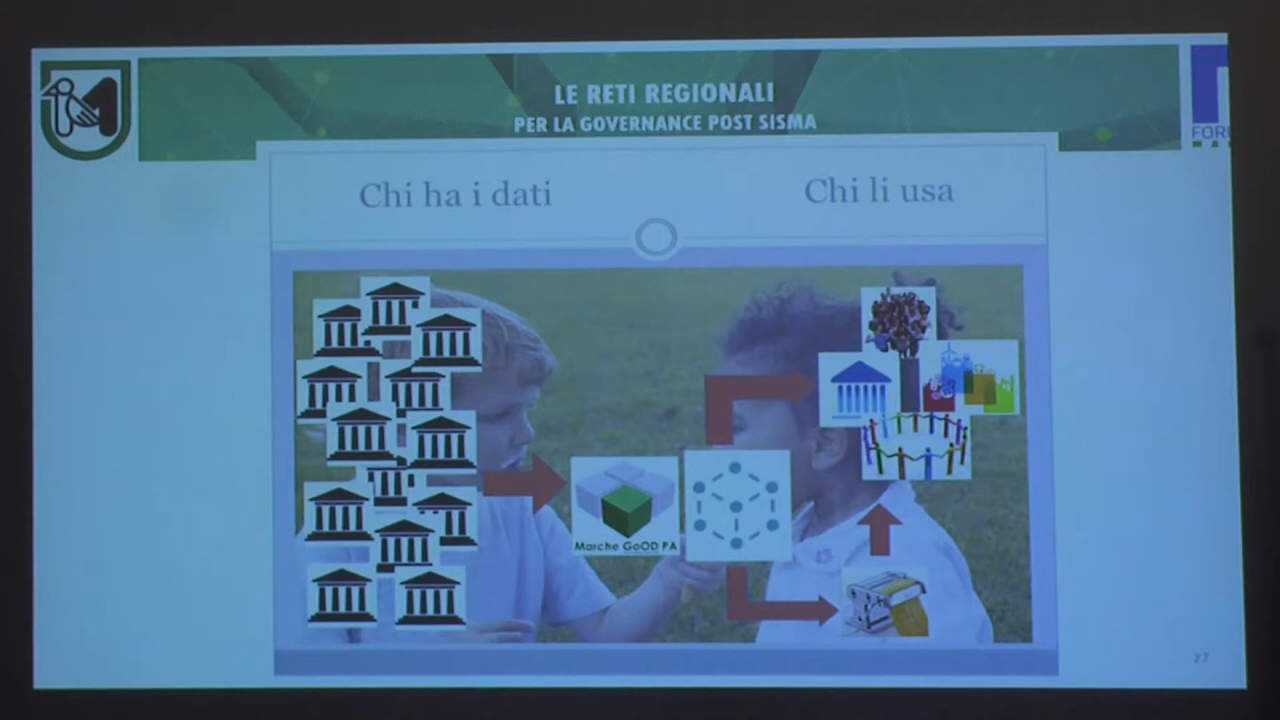 LE RETI REGIONALI
PER LA GOVERNANCE POST SISMA
Chi ha i dati
Chi li usa
Marche GoOD PA
27